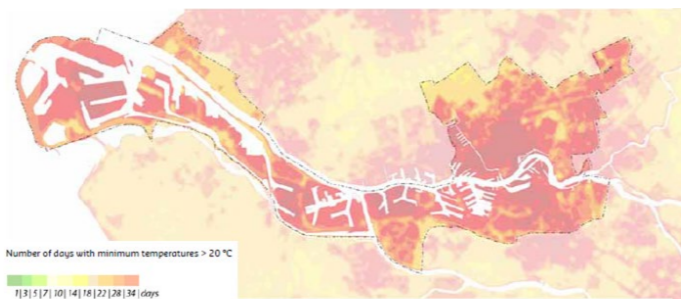 Number of days with minimum temperatures > 20 °C
1|3|5|7|10|14|18|22|28|34|days